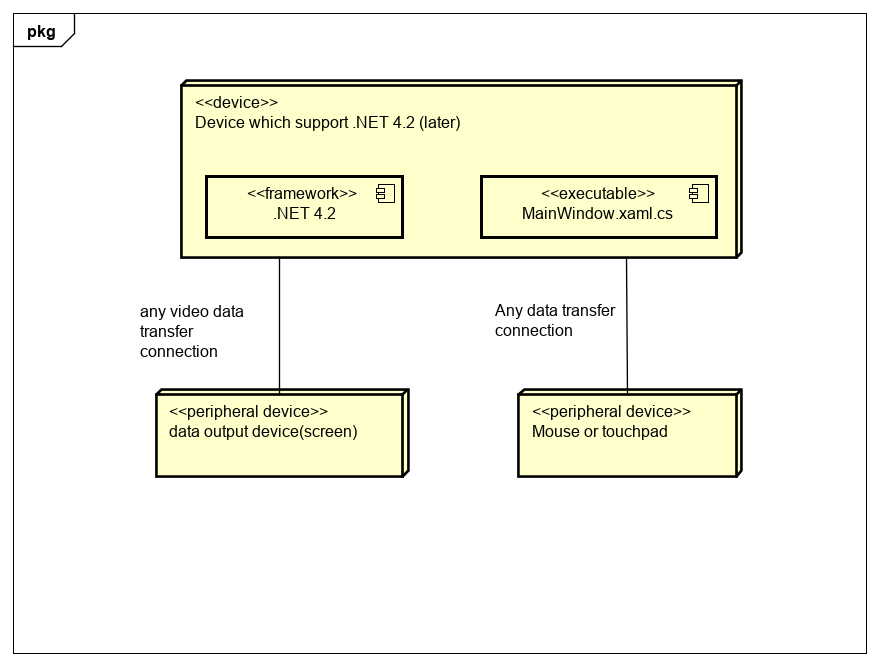 pkg
<<device>>
Device which support .NET 4.2 (later)
<<framework>>
.NET 4.2
<<executable>>
MainWindow.xaml.cs
any video data
transfer
connection
Any data transfer
connection
<<peripheral device>>
data output device(screen)
<<peripheral device>>
Mouse or touchpad